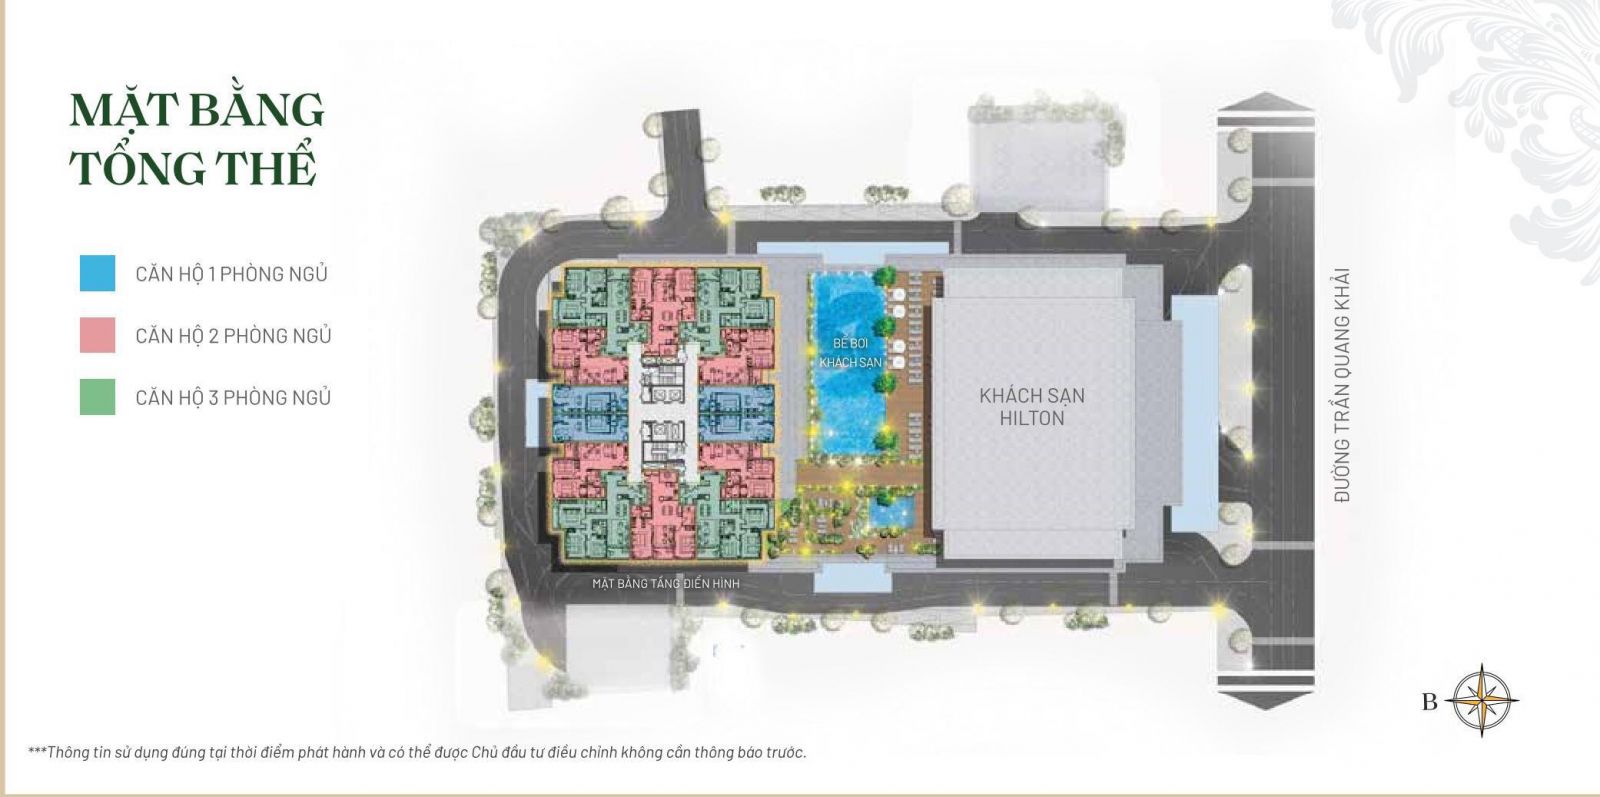 MẶT BẰNG
TỔNG THỂ
CĂN HỘ 1 PHÒNG NGỦ
CĂN HỘ 2 PHÒNG NGỦ
CĂN HỘ 3 PHÒNG NGỦ
BỂ BƠI
KHÁCH SẠN
KHÁCH SẠN
HILTON
ĐƯỜNG TRẦN QUANG KHẢI
MẶT BẰNG TẦNG ĐIỂN HÌNH
B
***Thông tin sử dụng đúng tại thời điểm phát hành và có thể được Chủ đầu tư điều chỉnh không cần thông báo trước.